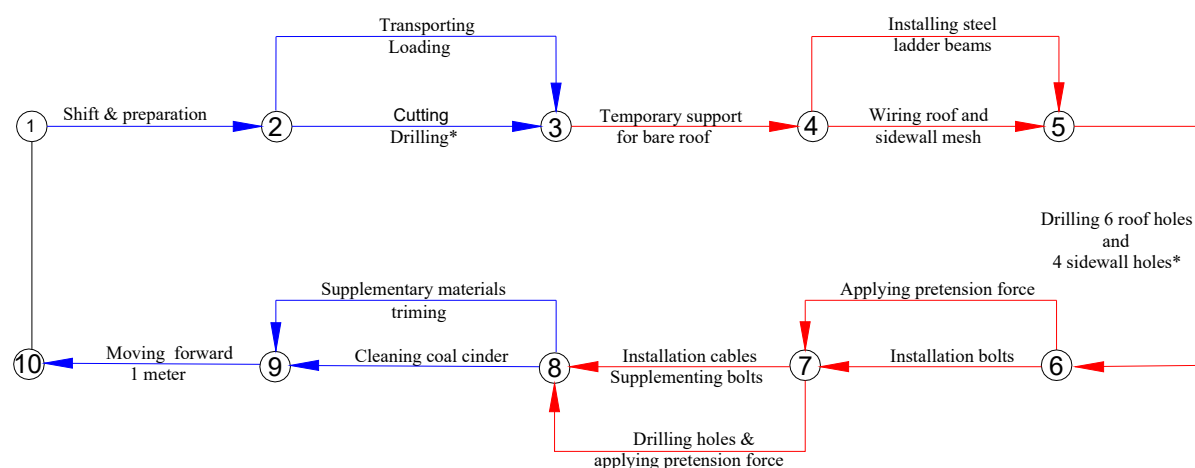 Transporting
Loading
Installing steel
ladder beams
1
Shift & preparation
2
Cutting
Drilling*
3
Temporary support
for bare roof
4
Wiring roof and
sidewall mesh
5
Drilling 6 roof holes
and
4 sidewall holes*
Supplementary materials
triming
Applying pretension force
10
Moving forward
1 meter
9
Cleaning coal cinder
8
Installation cables
Supplementing bolts
7
Installation bolts
6
Drilling holes &
applying pretension force